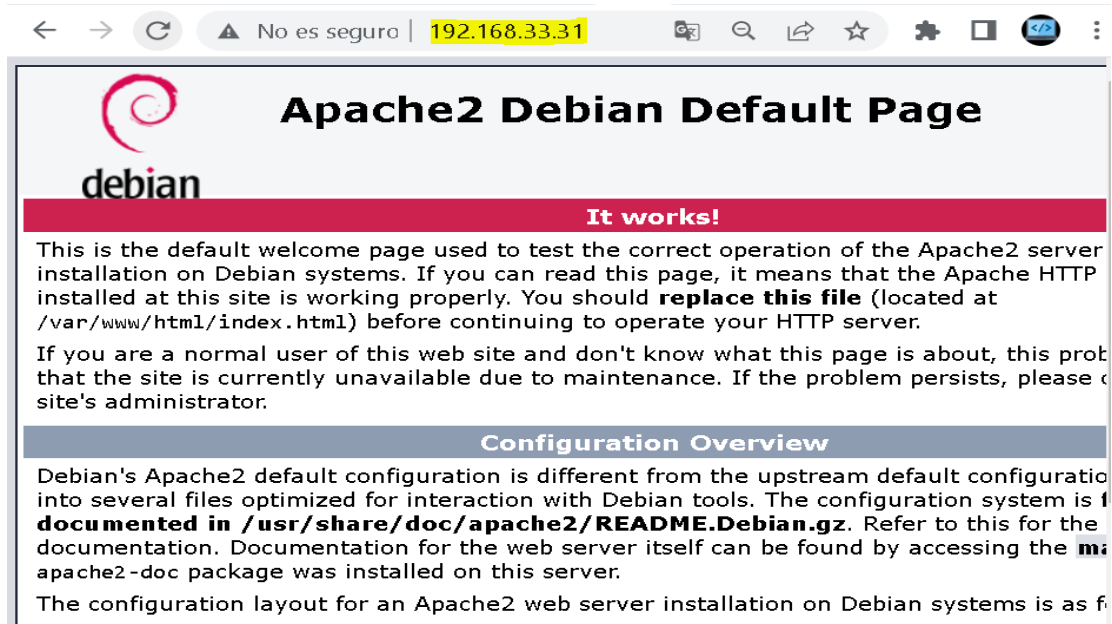 No es seguro | 192.168.33.31
Apache2 Debian Default Page
debian
It works!
This is the default welcome page used to test the correct operation of the Apache2 server
installation on Debian systems. If you can read this page, it means that the Apache HTTP
installed at this site is working properly. You should replace this file (located at
/var/www/html/index.html) before continuing to operate your HTTP server.
If you are a normal user of this web site and don't know what this page is about, this
that the site is currently unavailable due to maintenance. If the problem persists, please
site's administrator.
Configuration Overview
Debian's Apache2 default configuration is different from the upstream default
into several files optimized for interaction with Debian tools. The configuration system is
documented in /usr/share/doc/apache2/README.Debian.gz. Refer to this for the
documentation. Documentation for the web server itself can be found by accessing the
apache2-doc package was installed on this server.
The configuration layout for an Apache2 web server installation on Debian systems is as